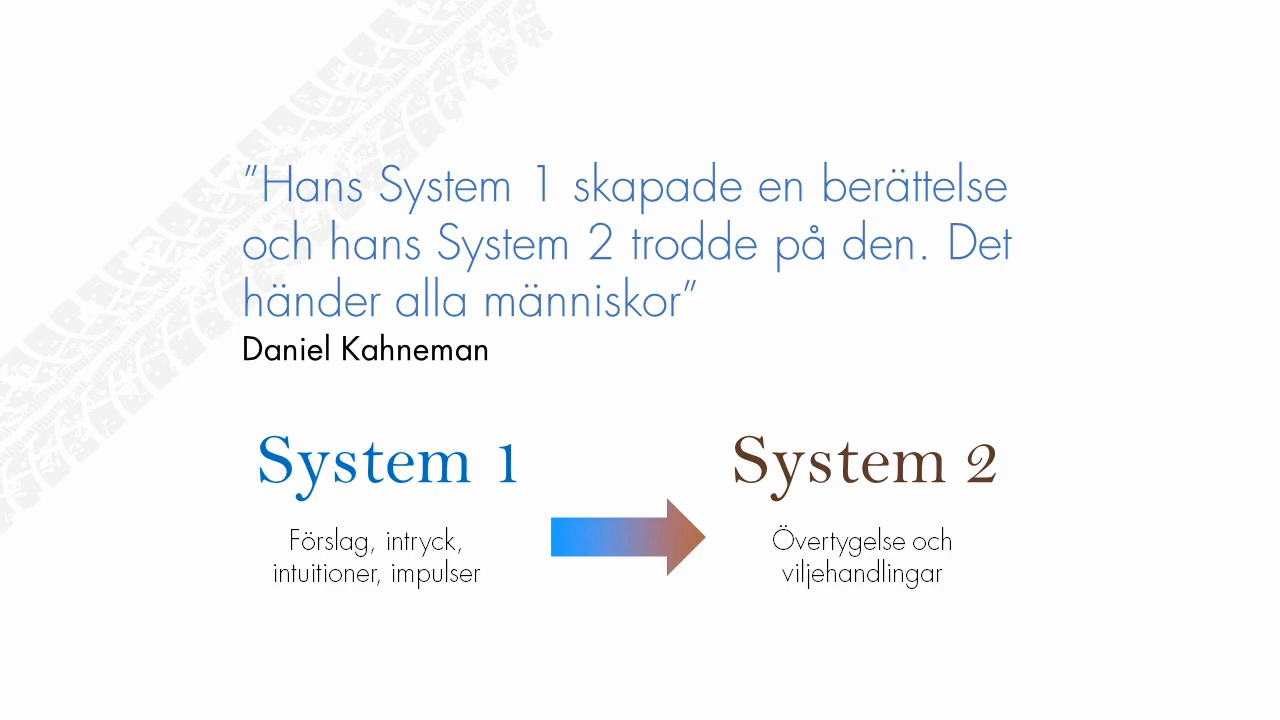 ”Hans System 1 skapade en berättelse
och hans System 2 trodde på den. Det
händer alla människor”
Daniel Kahneman
System 1
Förslag, intryck,
intuitioner, impulser
System 2
Övertygelse och
viljehandlingar